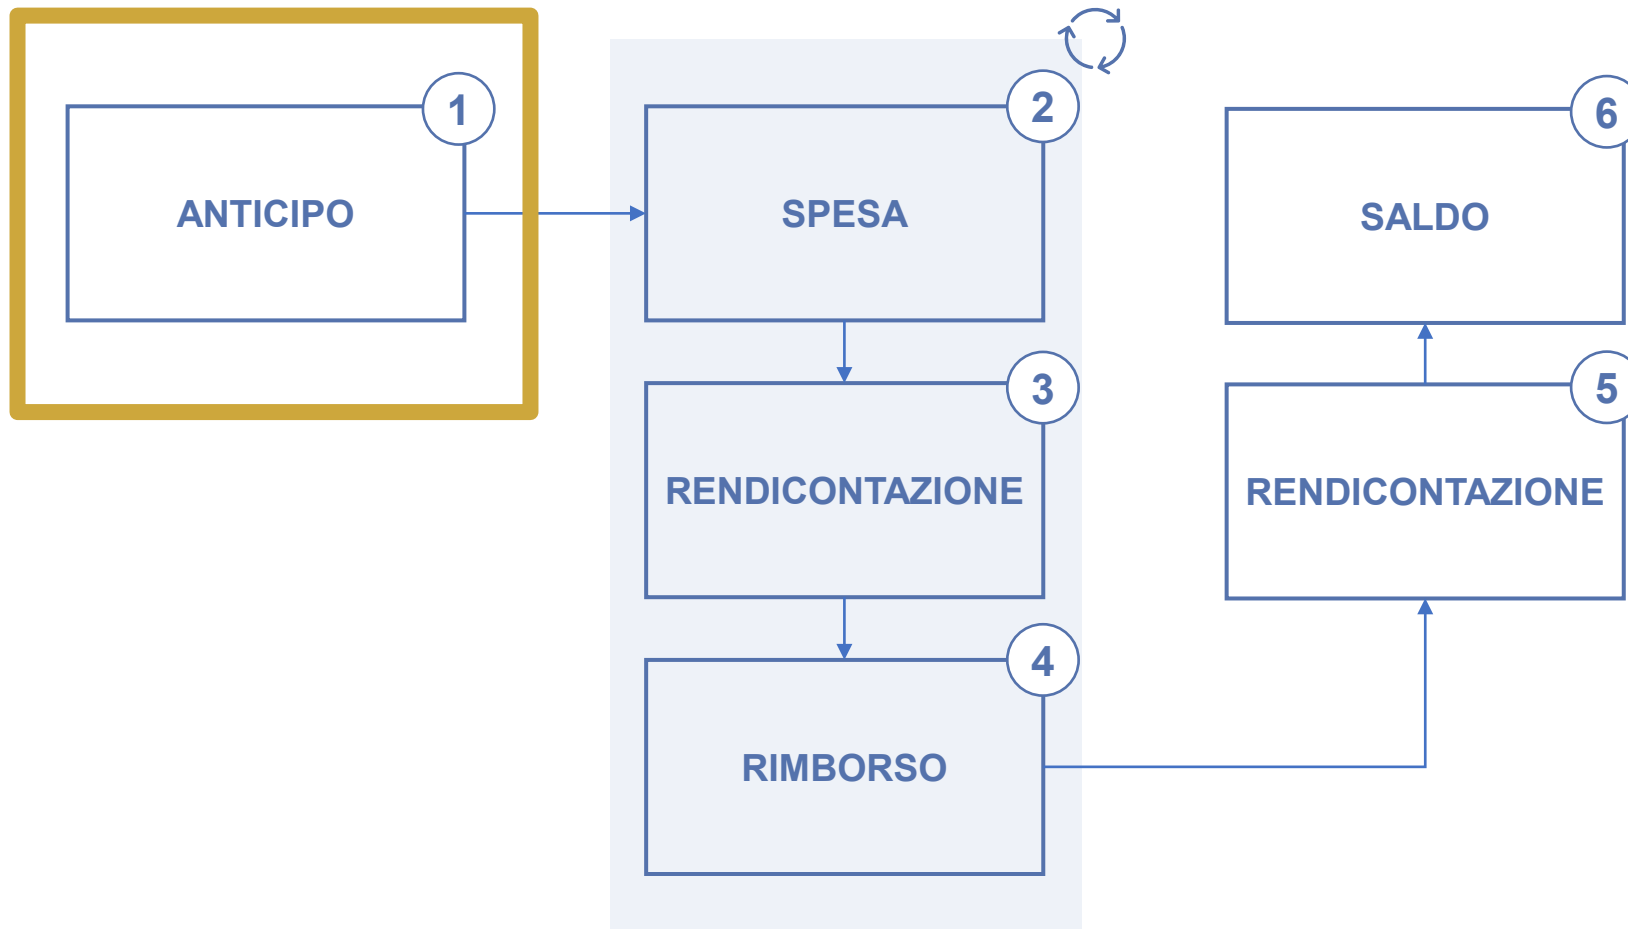 1
ANTICIPO
2
SPESA
3
RENDICONTAZIONE
4
RIMBORSO
5
RENDICONTAZIONE
6
SALDO